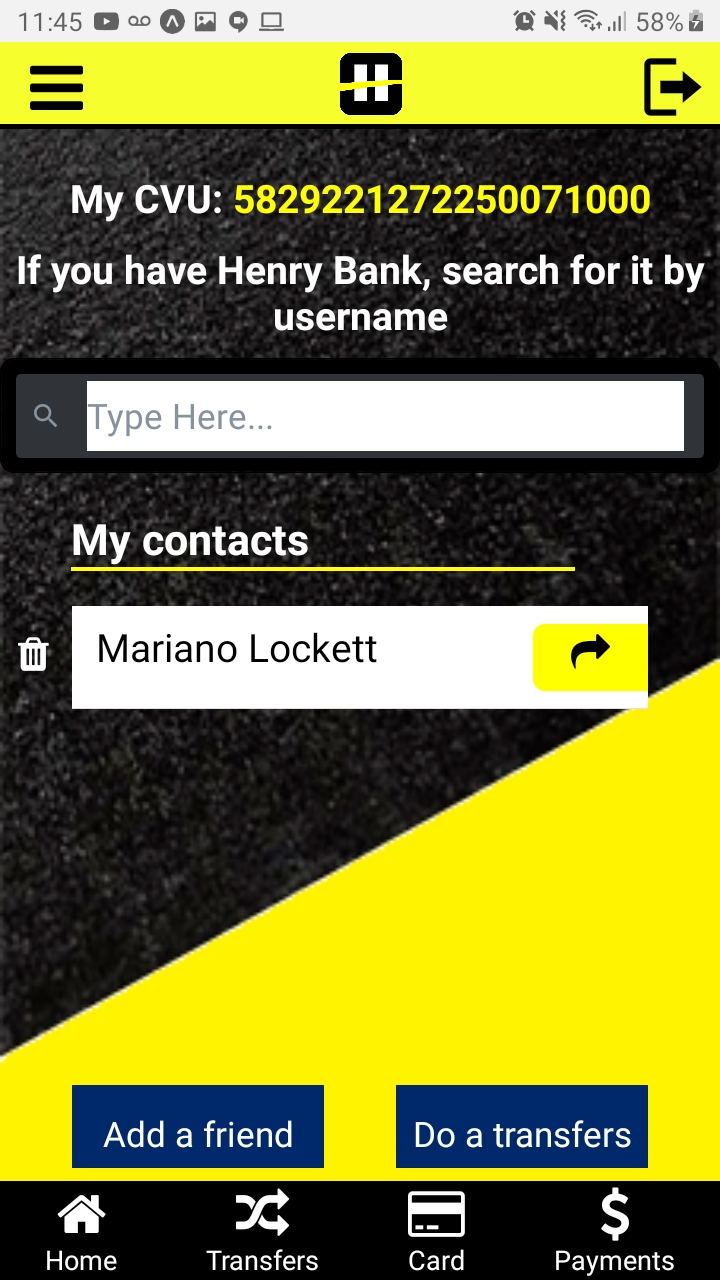 11:45
58%
My CVU: 5829221272250071000
If you have Henry Bank, search for it by
username
Type Here...
My contacts
Mariano Lockett
Add a friend
Do a transfers
Home
Transfers
Card
Payments